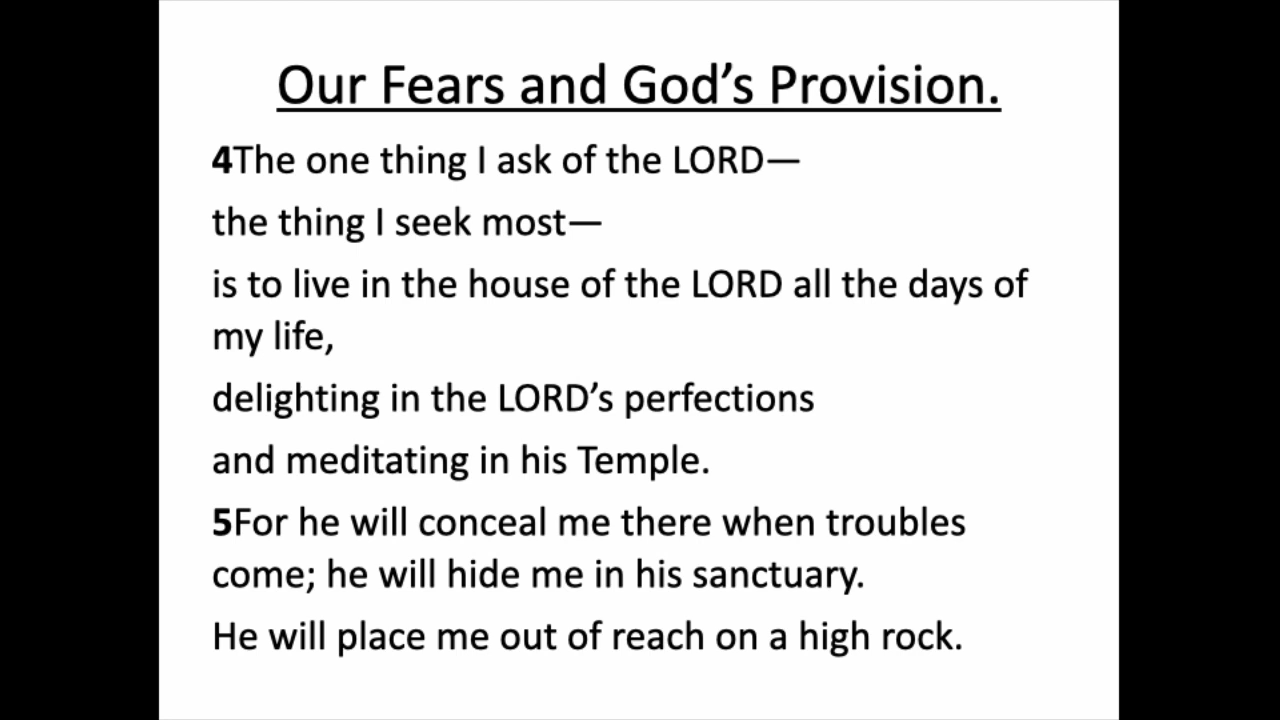 Our Fears and God’s Provision.
4The one thing I ask of the LORD—
the thing I seek most—
is to live in the house of the LORD all the days of
my life,
delighting in the LORD’s perfections
and meditating in his Temple.
5For he will conceal me there when troubles
come; he will hide me in his sanctuary.
He will place me out of reach on a high rock.